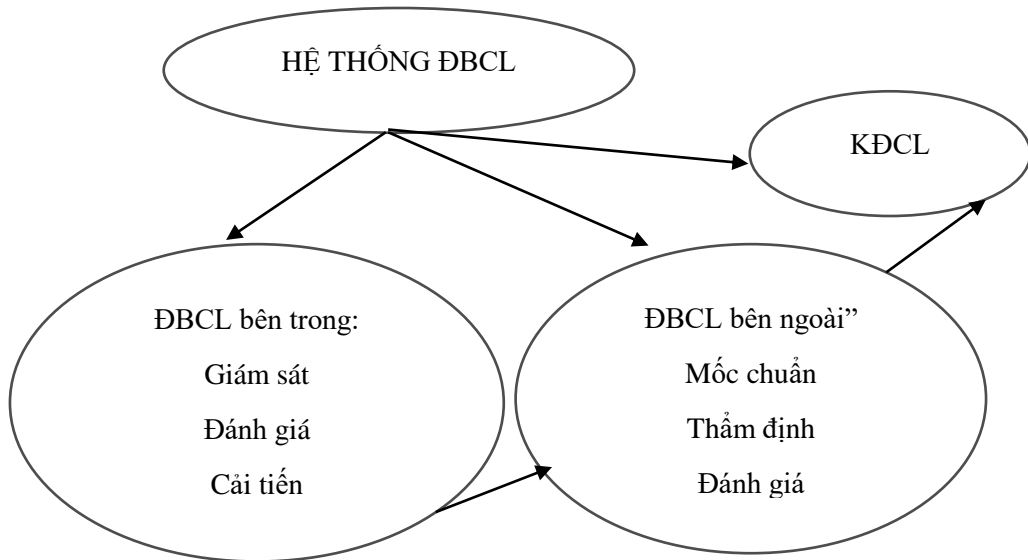 HỆ THỐNG ĐBCL
KĐCL
ĐBCL bên trong:
Giám sát
Đánh giá
Cải tiến
ĐBCL bên ngoài”
Mốc chuẩn
Thẩm định
Đánh giá